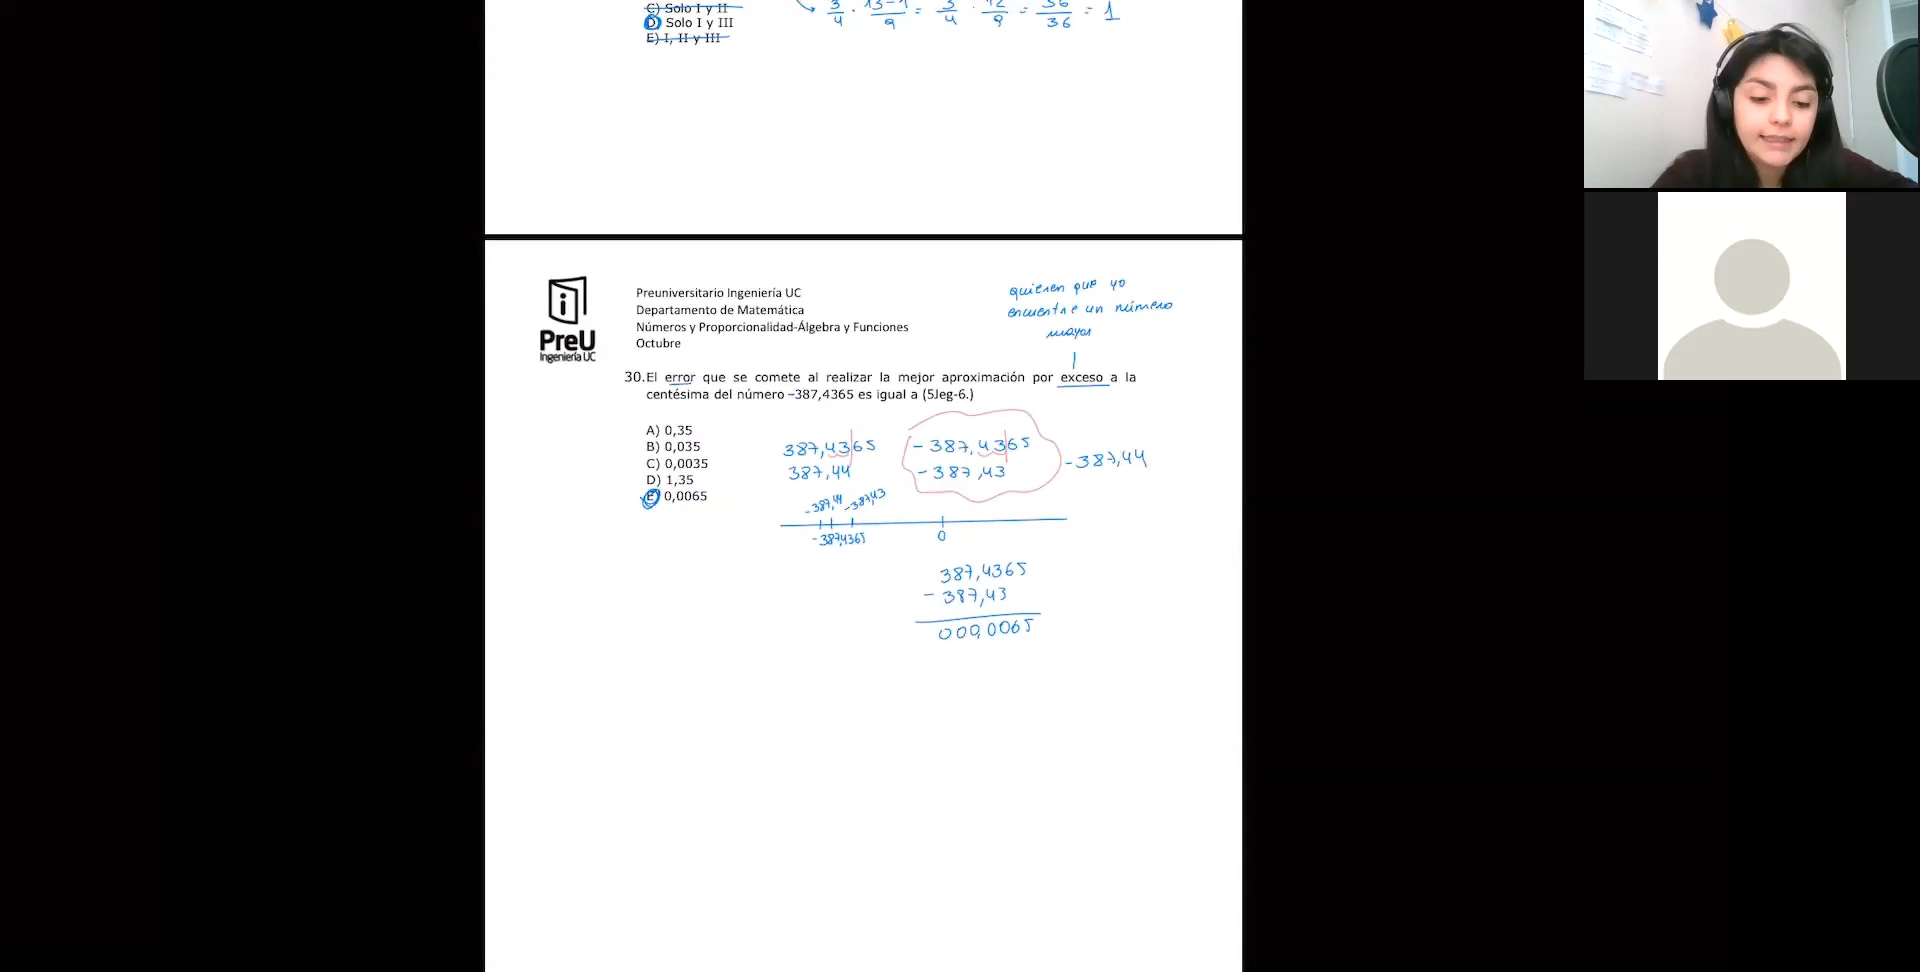 C) Solo I y II
D) Solo I y III
E) I, II y III
3/4 · 13-1/9 = 3/4 · 12/9 = 36/36 = 1
PreU
Ingeniería UC
Preuniversitario Ingeniería UC
Departamento de Matemática
Números y Proporcionalidad-Álgebra y Funciones
Octubre
quieren que yo
encuentre un número
mayor
30.El error que se comete al realizar la mejor aproximación por exceso a la
centésima del número –387,4365 es igual a (5Jeg-6.)
A) 0,35
B) 0,035
C) 0,0035
D) 1,35
E) 0,0065
387,4365
387,44
- 387,4365
- 387,43
- 387,44
- 387,44 - 387,43
- 387,4365
0
387,4365
- 387,43
000,0065